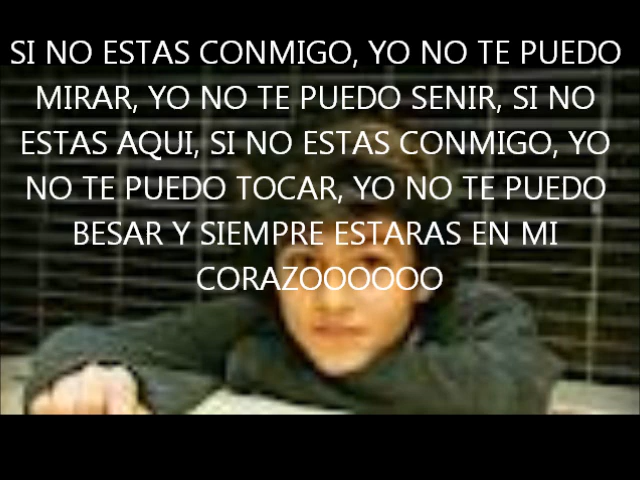 SI NO ESTAS CONMIGO, YO NO TE PUEDO
MIRAR, YO NO TE PUEDO SENIR, SI NO
ESTAS AQUI, SI NO ESTAS CONMIGO, YO
NO TE PUEDO TOCAR, YO NO TE PUEDO
BESAR Y SIEMPRE ESTARAS EN MI
CORAZOOOOOO